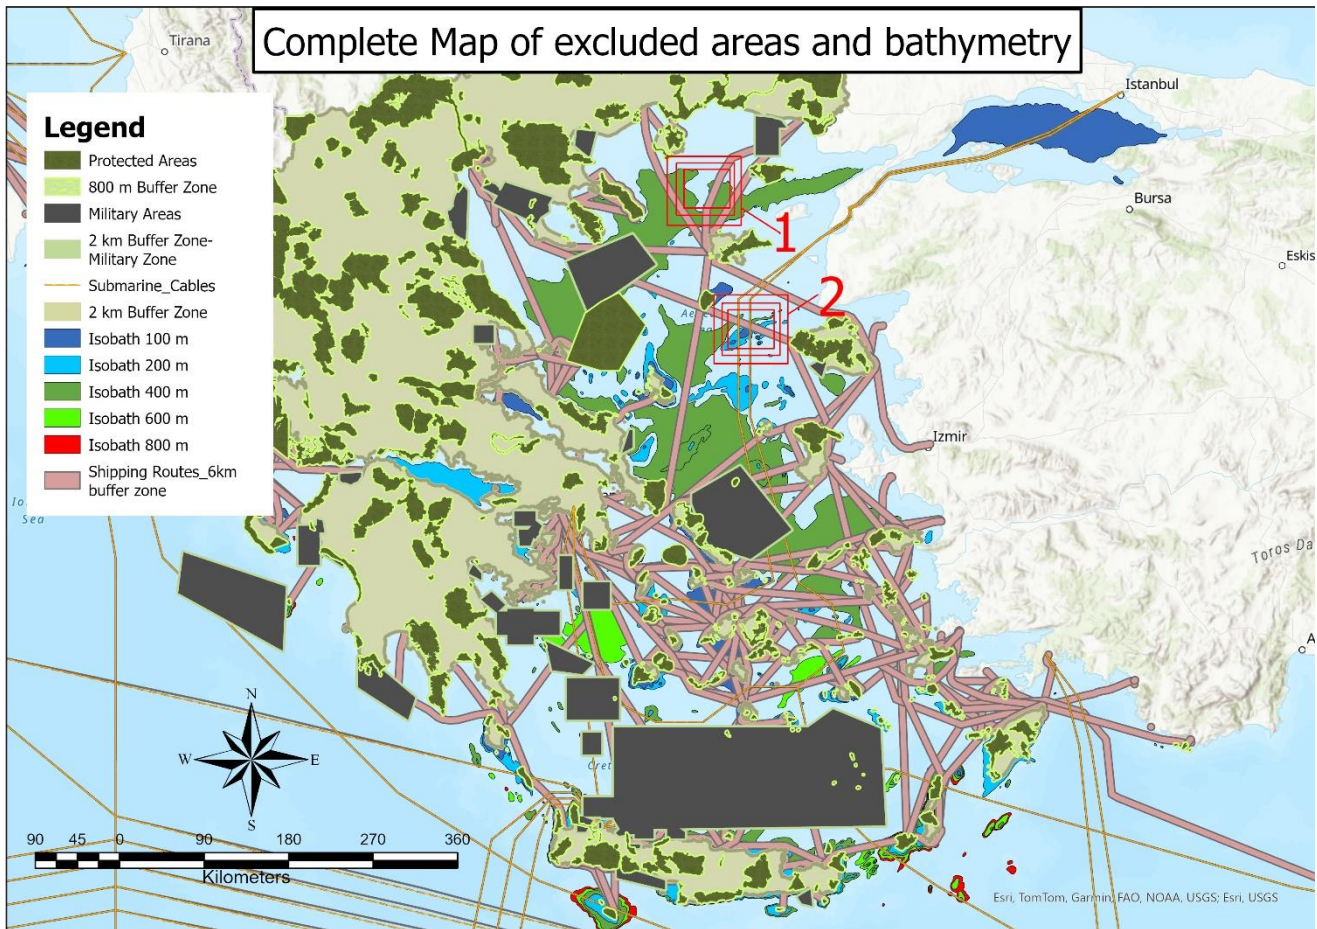 Complete Map of excluded areas and bathymetry
Tirana
Istanbul
Bursa
Eskis
Izmir
Toros Da
A
Sea
Cret
1
2
Legend
Protected Areas
800 m Buffer Zone
Military Areas
2 km Buffer Zone-
Military Zone
Submarine_Cables
2 km Buffer Zone
Isobath 100 m
Isobath 200 m
Isobath 400 m
Isobath 600 m
Isobath 800 m
Shipping Routes_6km
buffer zone
N
W
E
S
90 45 0 90 180 270 360
Kilometers
Esri, TomTom, Garmin, FAO, NOAA, USGS; Esri, USGS